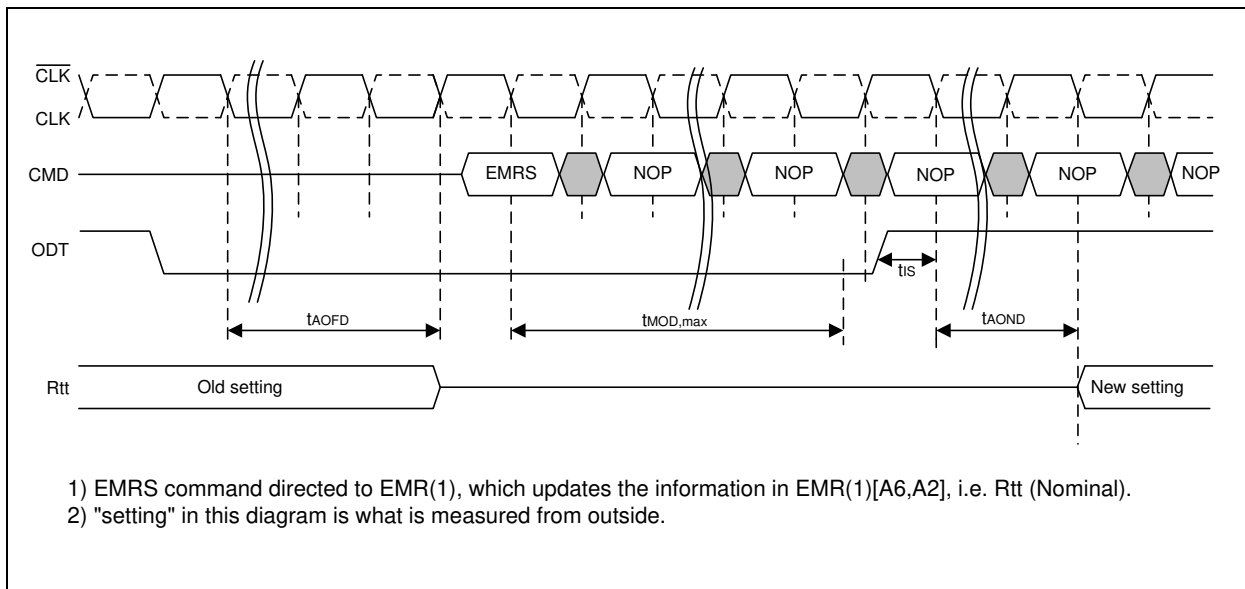 CLK
CLK
CMD EMRS NOP NOP NOP NOP NOP
ODT
tIS
tAOFD tMOD,max tAOND
Rtt Old setting New setting
1) EMRS command directed to EMR(1), which updates the information in EMR(1)[A6,A2], i.e. Rtt (Nominal).
2) "setting" in this diagram is what is measured from outside.